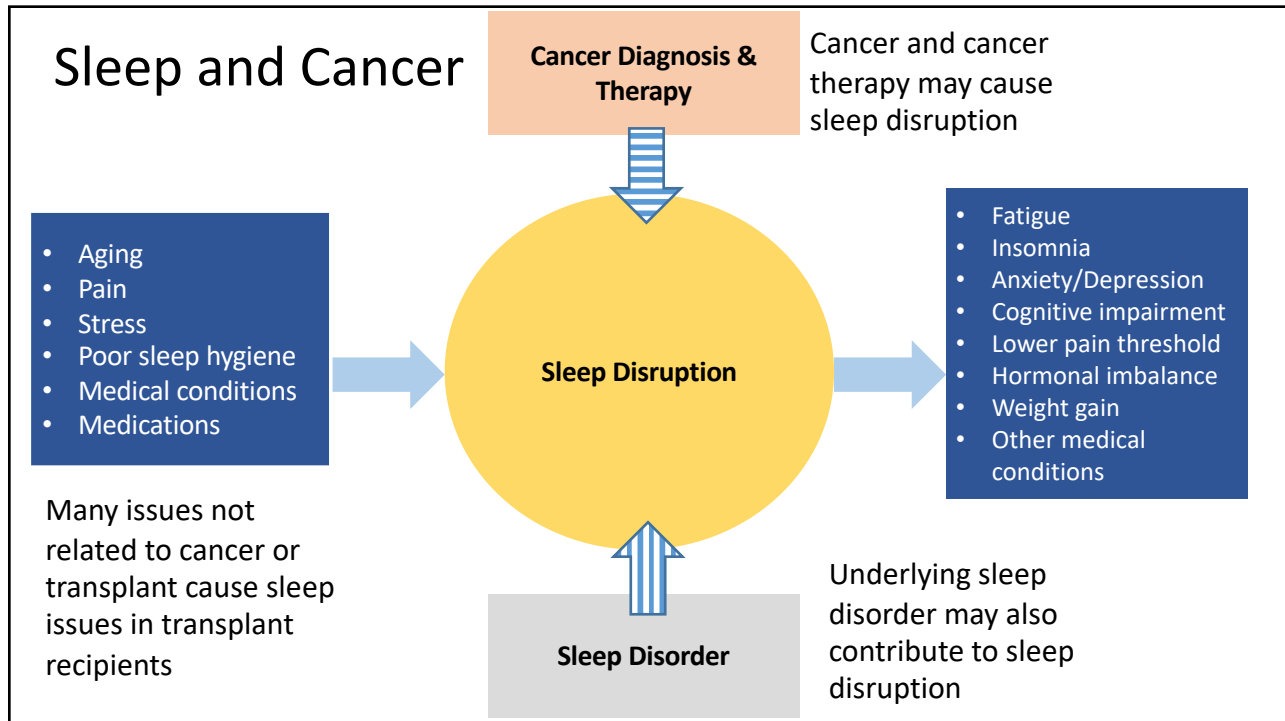 Sleep and Cancer
Cancer Diagnosis &
Therapy
Cancer and cancer
therapy may cause
sleep disruption
• Aging
• Pain
• Stress
• Poor sleep hygiene
• Medical conditions
• Medications
Many issues not
related to cancer or
transplant cause sleep
issues in transplant
recipients
Sleep Disruption
• Fatigue
• Insomnia
• Anxiety/Depression
• Cognitive impairment
• Lower pain threshold
• Hormonal imbalance
• Weight gain
• Other medical
conditions
Sleep Disorder
Underlying sleep
disorder may also
contribute to sleep
disruption